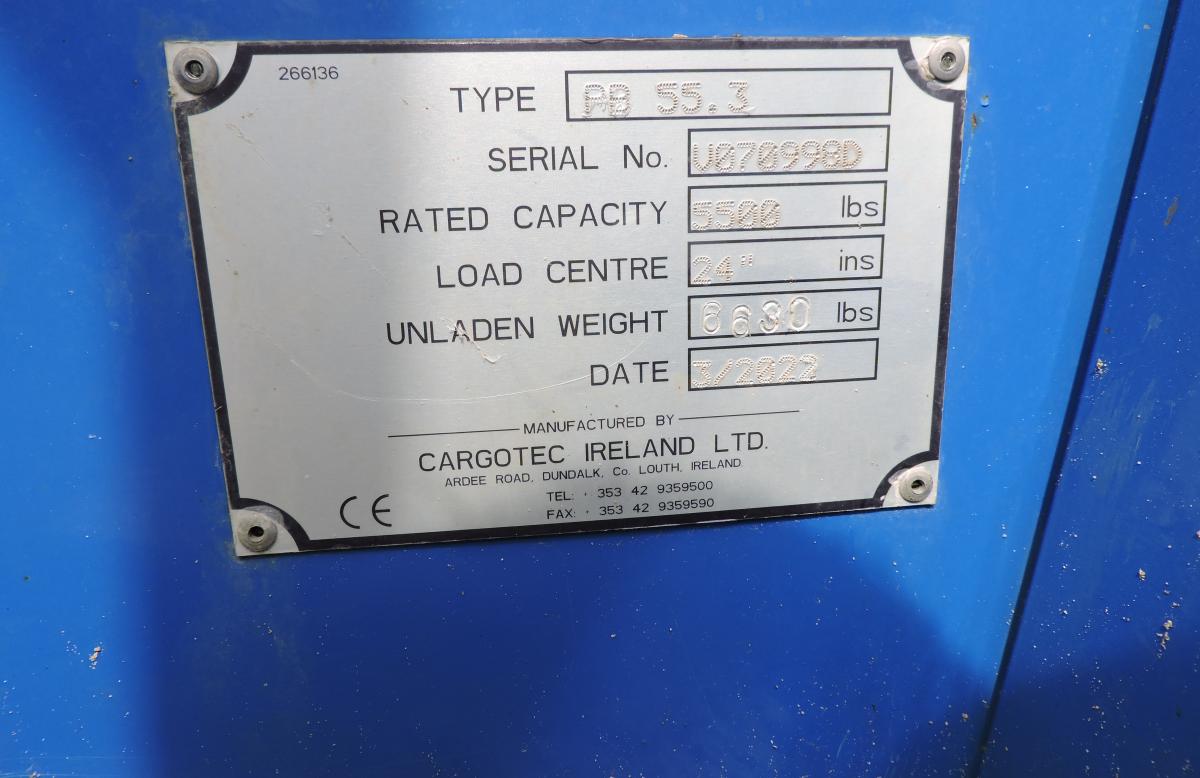 266136
TYPE PB 55.3
SERIAL No. V070998D
RATED CAPACITY 5500 lbs
LOAD CENTRE 24" ins
UNLADEN WEIGHT 6630 lbs
DATE 3/2022
MANUFACTURED BY
CARGOTEC IRELAND LTD.
ARDEE ROAD, DUNDALK, Co. LOUTH, IRELAND.
TEL: + 353 42 9359500
FAX: + 353 42 9359590
CE